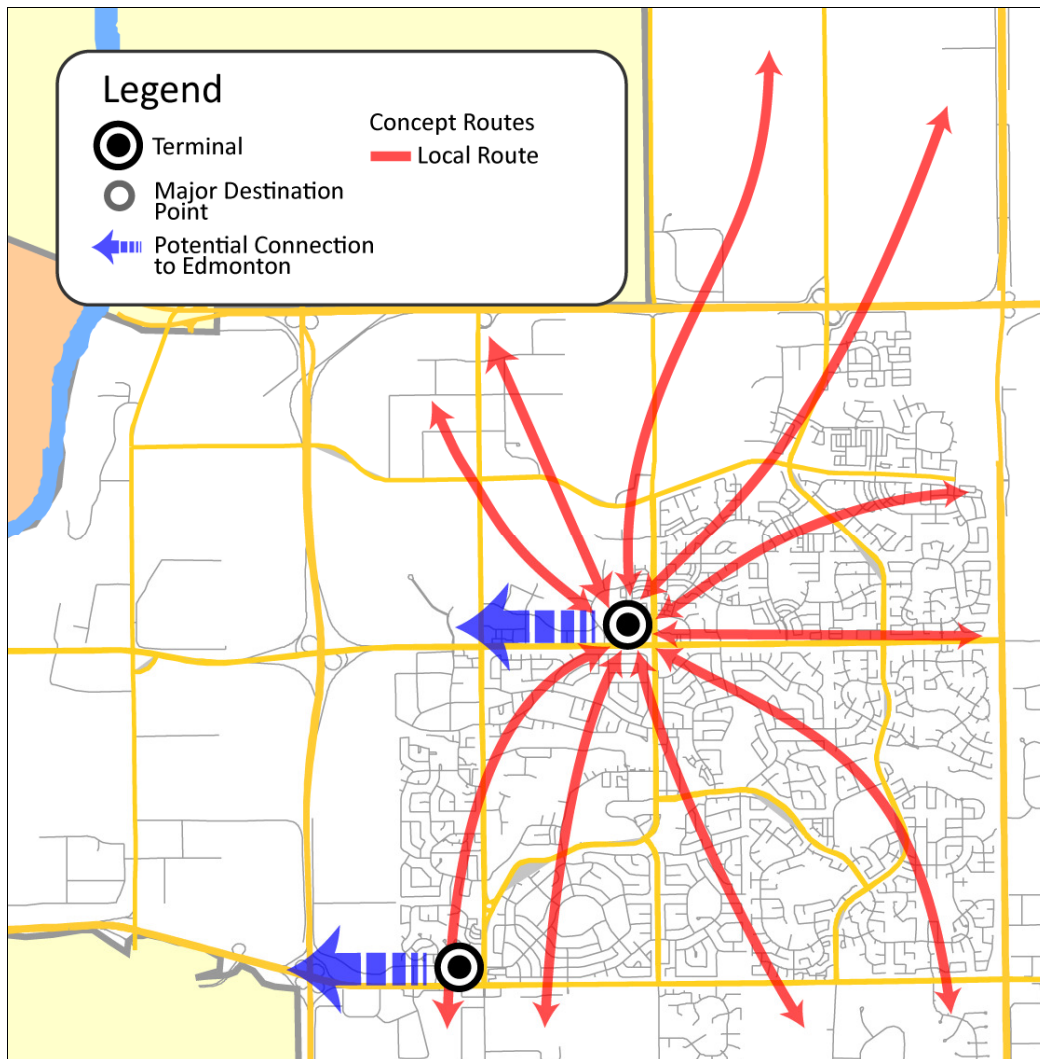 Legend
Terminal
Major Destination
Point
Potential Connection
to Edmonton
Concept Routes
Local Route